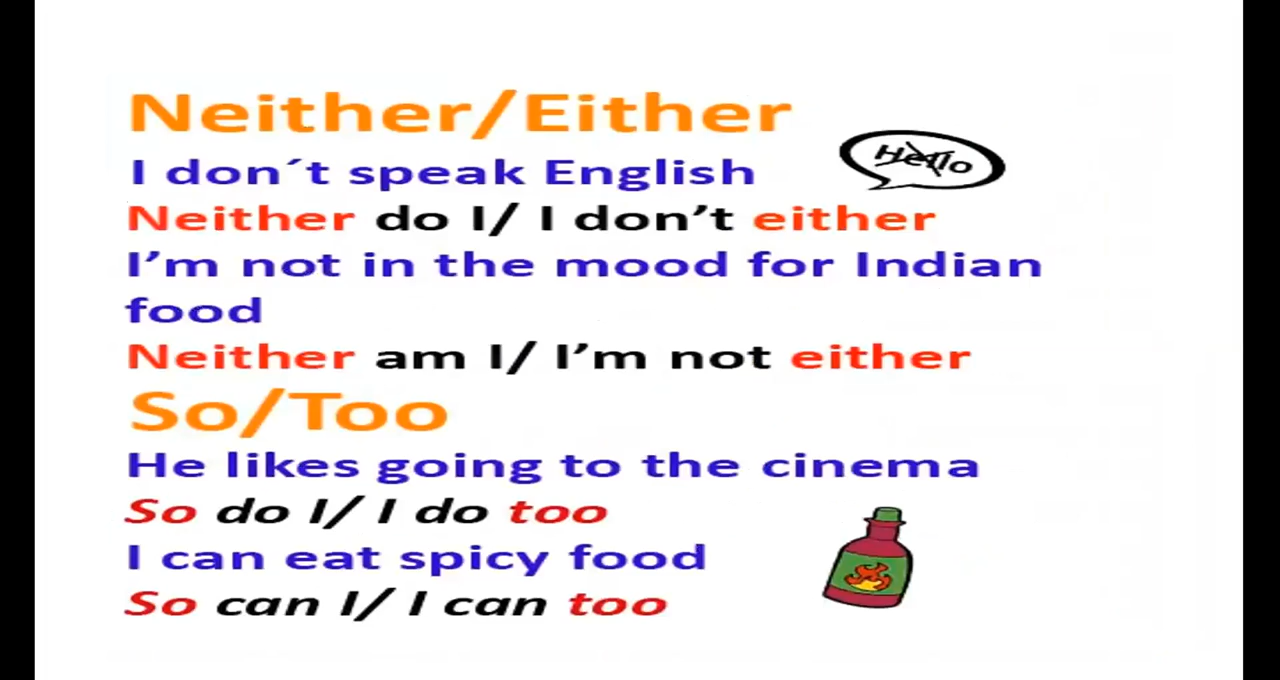 Neither/Either
I don´t speak English
Hello
Neither do I/ I don’t either
I’m not in the mood for Indian
food
Neither am I/ I’m not either
So/Too
He likes going to the cinema
So do I/ I do too
I can eat spicy food
So can I/ I can too